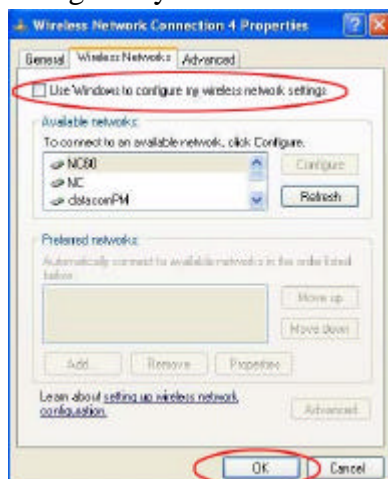 Wireless Network Connection 4 Properties
General Wireless Networks Advanced
Use Windows to configure my wireless network settings
Available networks:
To connect to an available network, click Configure.
NC60
Configure
NC
dataconPM
Refresh
Preferred networks:
Automatically connect to available networks in the order listed
below:
Move up
Move down
Add... Remove Properties
Learn about setting up wireless network
configuration.
Advanced
OK Cancel